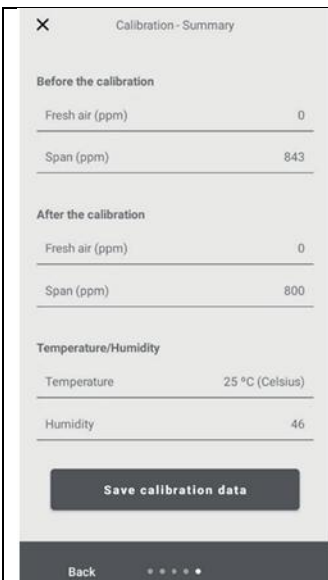 Calibration - Summary
Before the calibration
Fresh air (ppm) 0
Span (ppm) 843
After the calibration
Fresh air (ppm) 0
Span (ppm) 800
Temperature/Humidity
Temperature 25 ºC (Celsius)
Humidity 46
Save calibration data
Back